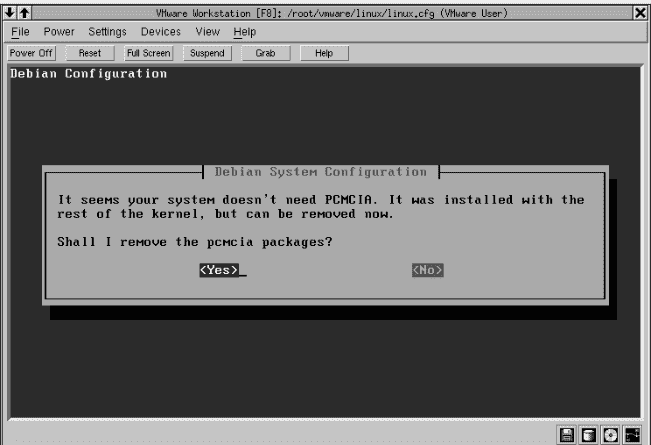 VMware Workstation [F8]: /root/vmware/linux/linux.cfg (VMware User)
File Power Settings Devices View Help
Power Off Reset Full Screen Suspend Grab Help
Debian Configuration
Debian System Configuration
It seems your system doesn't need PCMCIA. It was installed with the
rest of the kernel, but can be removed now.
Shall I remove the pcmcia packages?
<Yes> <No>